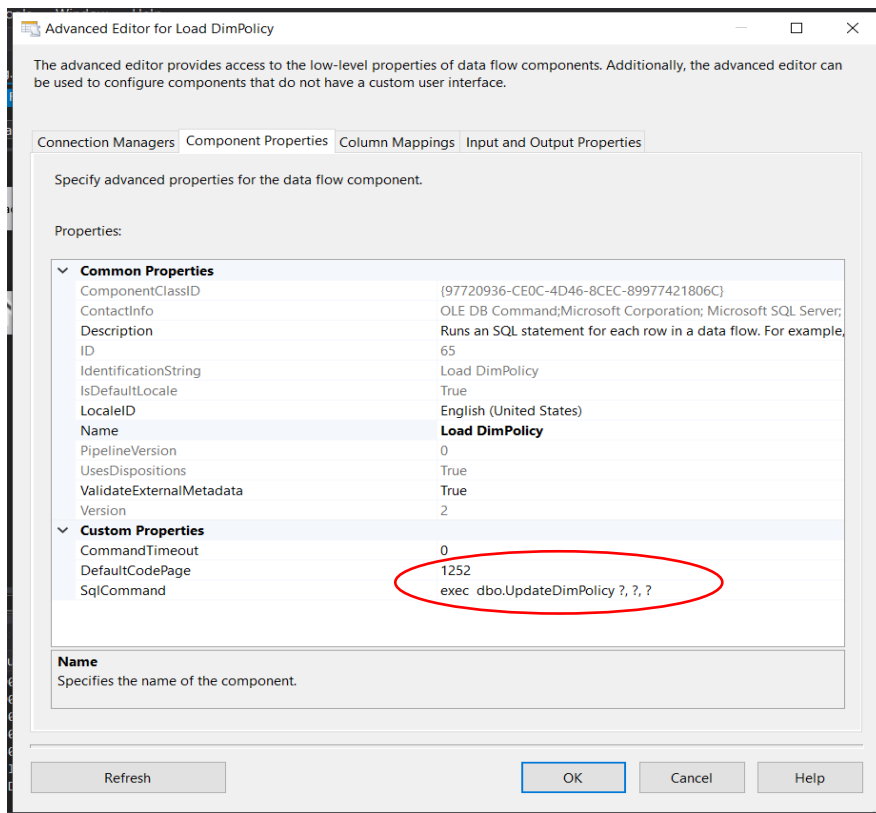 Advanced Editor for Load DimPolicy
The advanced editor provides access to the low-level properties of data flow components. Additionally, the advanced editor can
be used to configure components that do not have a custom user interface.
Connection Managers Component Properties Column Mappings Input and Output Properties
Specify advanced properties for the data flow component.
Properties:
Common Properties
ComponentClassID {97720936-CE0C-4D46-8CEC-89977421806C}
ContactInfo OLE DB Command;Microsoft Corporation; Microsoft SQL Server;
Description Runs an SQL statement for each row in a data flow. For example,
ID 65
IdentificationString Load DimPolicy
IsDefaultLocale True
LocaleID English (United States)
Name Load DimPolicy
PipelineVersion 0
UsesDispositions True
ValidateExternalMetadata True
Version 2
Custom Properties
CommandTimeout 0
DefaultCodePage 1252
SqlCommand exec dbo.UpdateDimPolicy ?, ?, ?
Name
Specifies the name of the component.
Refresh OK Cancel Help